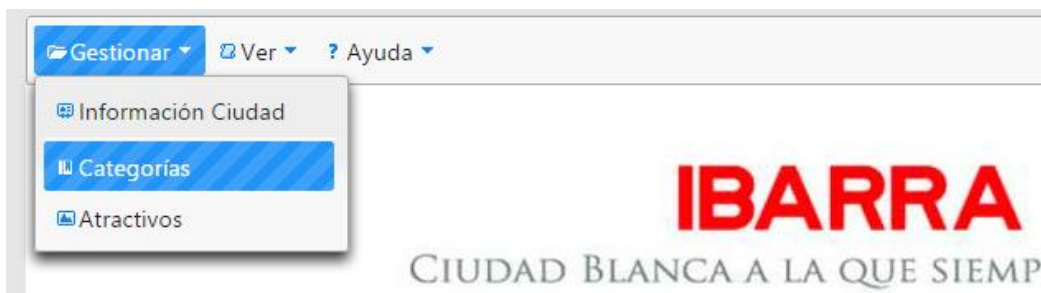 Gestionar Ver ? Ayuda
Información Ciudad
Categorías
Atractivos
IBARRA
CIUDAD BLANCA A LA QUE SIEMP